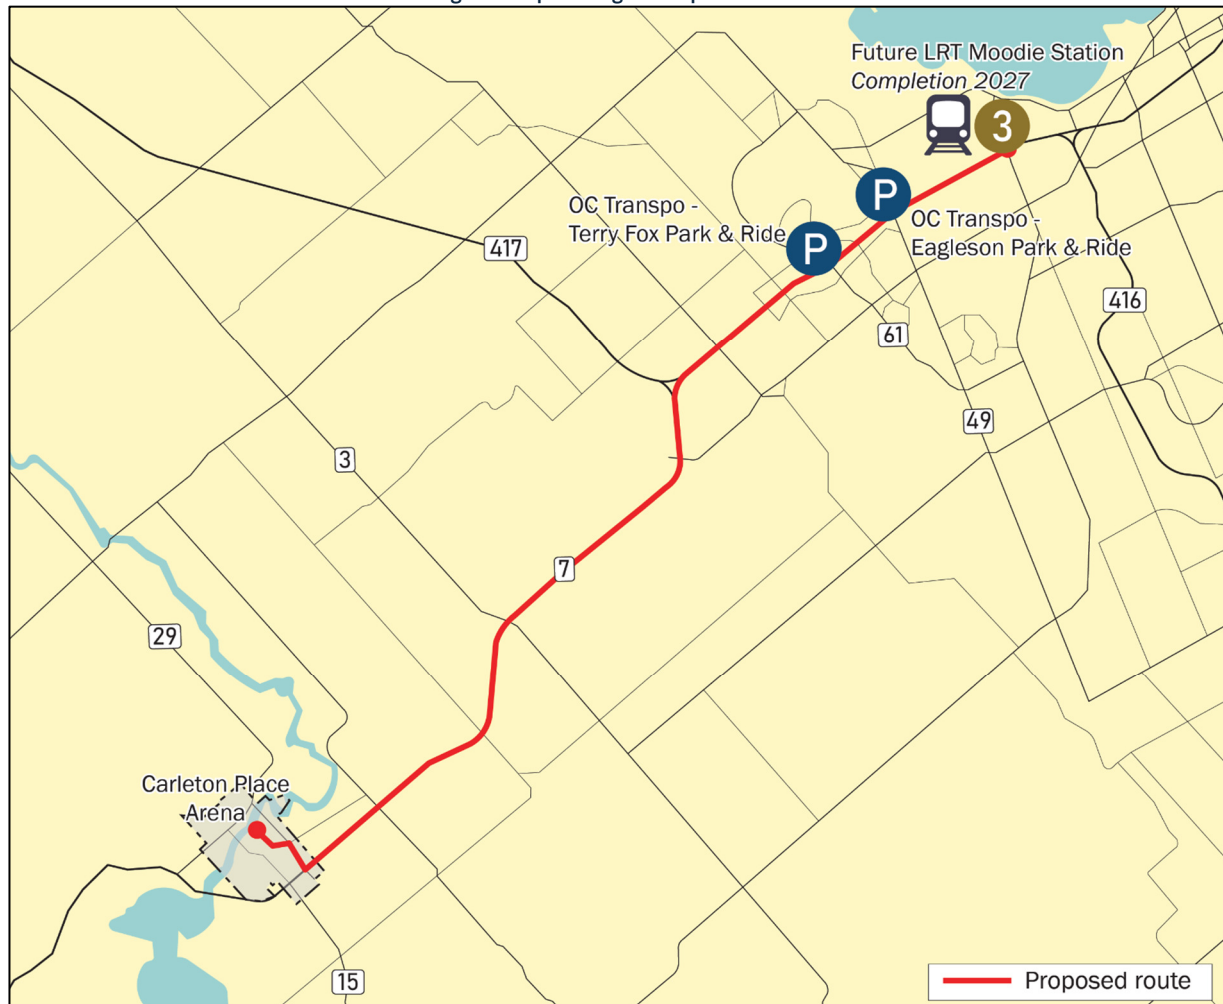 Future LRT Moodie Station
Completion 2027
3
P
OC Transpo -
Terry Fox Park & Ride
P
OC Transpo -
Eagleson Park & Ride
417
416
61
49
3
7
29
Carleton Place
Arena
15
Proposed route